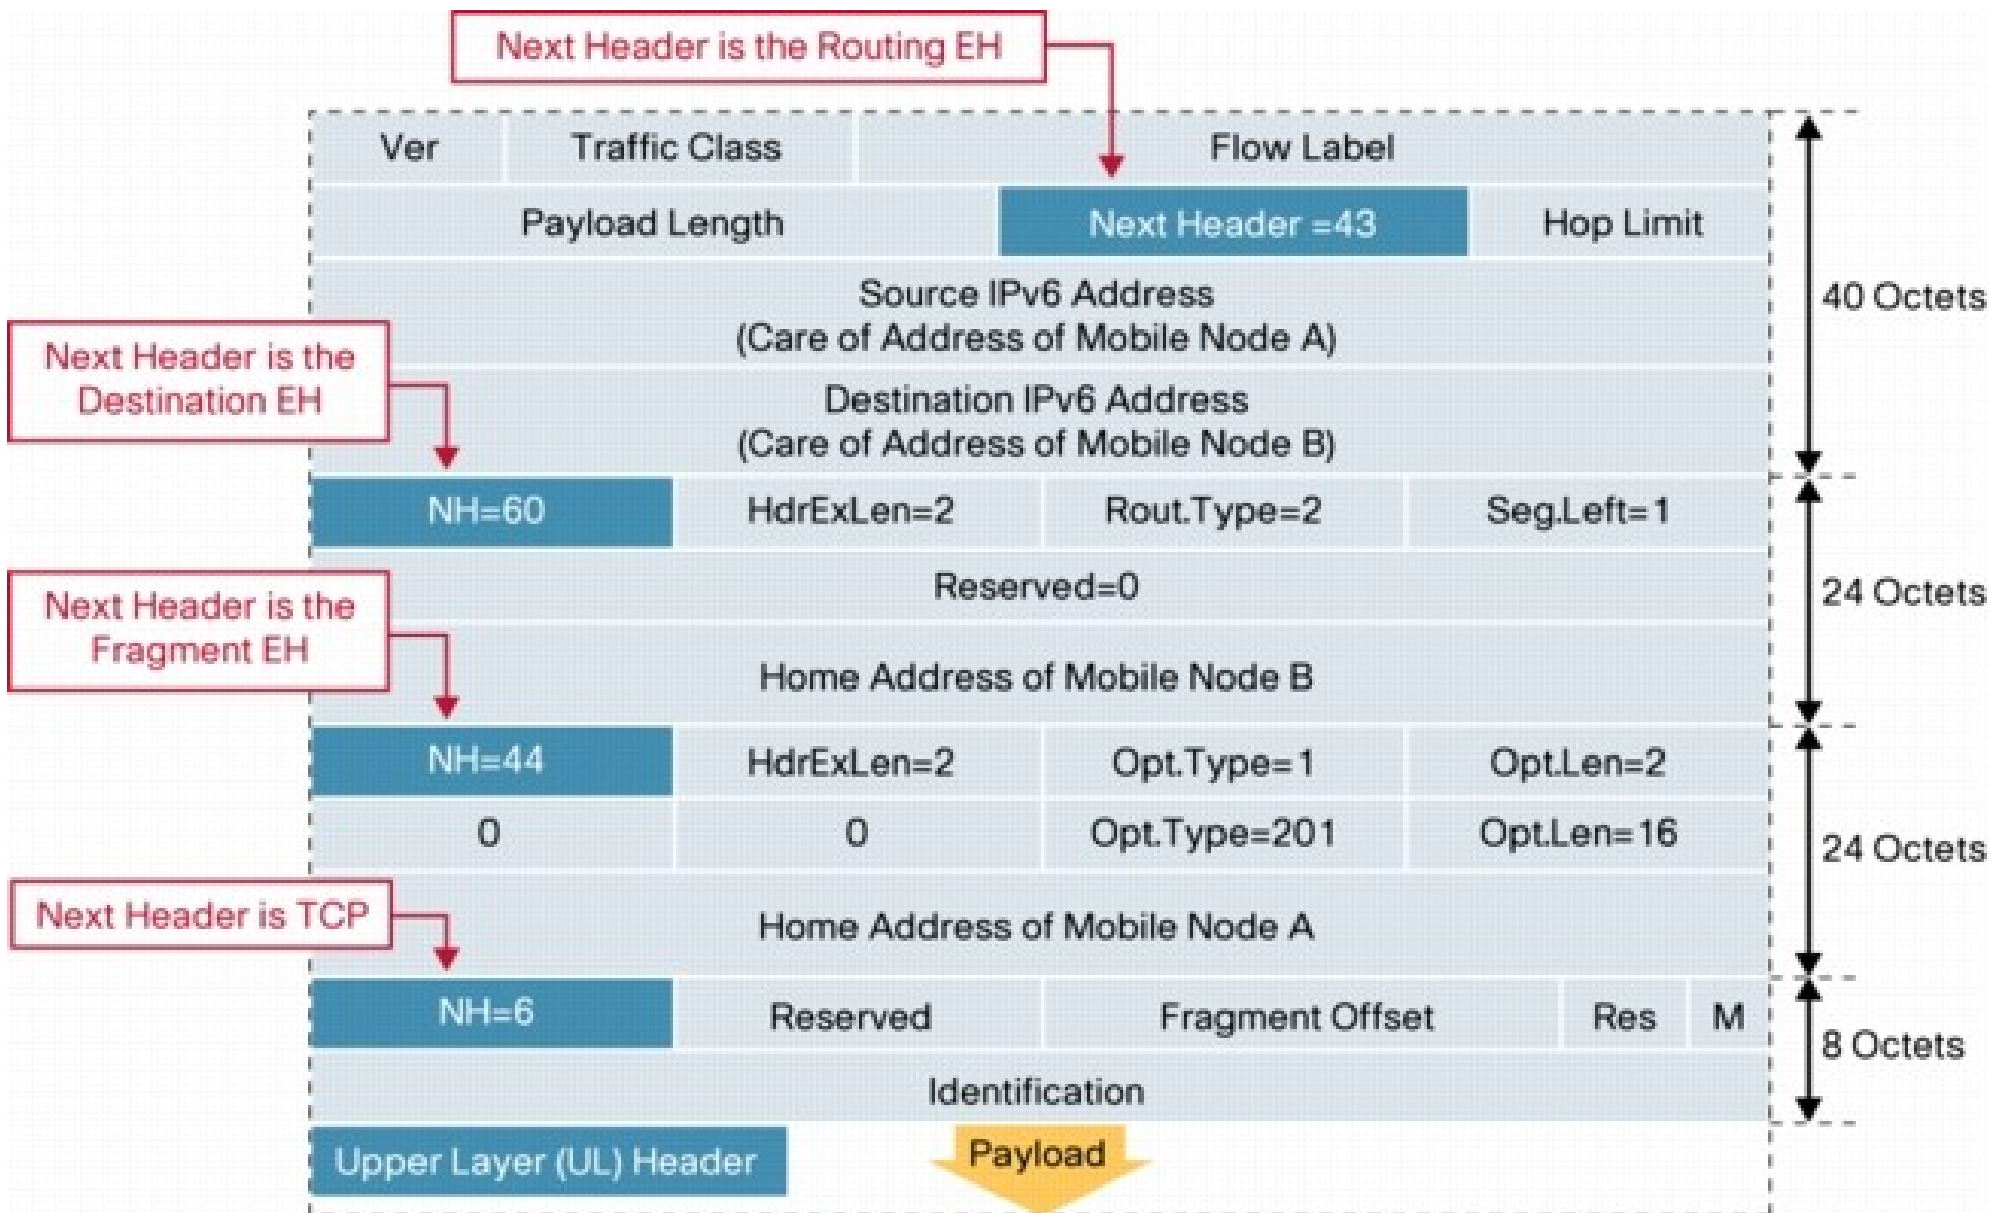 Next Header is the Routing EH
Ver
Traffic Class
Flow Label
Payload Length
Next Header =43
Hop Limit
Source IPv6 Address
(Care of Address of Mobile Node A)
40 Octets
Next Header is the
Destination EH
Destination IPv6 Address
(Care of Address of Mobile Node B)
NH=60
HdrExLen=2
Rout.Type=2
Seg.Left=1
Reserved=0
24 Octets
Next Header is the
Fragment EH
Home Address of Mobile Node B
NH=44
HdrExLen=2
Opt.Type=1
Opt.Len=2
0
0
Opt.Type=201
Opt.Len=16
24 Octets
Next Header is TCP
Home Address of Mobile Node A
NH=6
Reserved
Fragment Offset
Res
M
8 Octets
Identification
Upper Layer (UL) Header
Payload